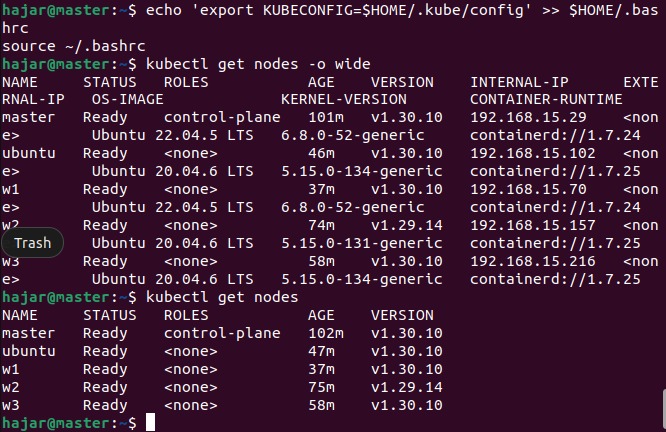 hajar@master:~$ echo 'export KUBECONFIG=$HOME/.kube/config' >> $HOME/.bas
hrc
source ~/.bashrc
hajar@master:~$ kubectl get nodes -o wide
NAME     STATUS   ROLES           AGE    VERSION    INTERNAL-IP      EXTE
RNAL-IP   OS-IMAGE             KERNEL-VERSION       CONTAINER-RUNTIME
master   Ready    control-plane   101m   v1.30.10   192.168.15.29    <non
e>        Ubuntu 22.04.5 LTS   6.8.0-52-generic     containerd://1.7.24
ubuntu   Ready    <none>          46m    v1.30.10   192.168.15.102   <non
e>        Ubuntu 20.04.6 LTS   5.15.0-134-generic   containerd://1.7.25
w1       Ready    <none>          37m    v1.30.10   192.168.15.70    <non
e>        Ubuntu 22.04.5 LTS   6.8.0-52-generic     containerd://1.7.24
w2       Ready    <none>          74m    v1.29.14   192.168.15.157   <non
Trash     Ubuntu 20.04.6 LTS   5.15.0-131-generic   containerd://1.7.25
w3       Ready    <none>          58m    v1.30.10   192.168.15.216   <non
e>        Ubuntu 20.04.6 LTS   5.15.0-134-generic   containerd://1.7.25
hajar@master:~$ kubectl get nodes
NAME     STATUS   ROLES           AGE    VERSION
master   Ready    control-plane   102m   v1.30.10
ubuntu   Ready    <none>          47m    v1.30.10
w1       Ready    <none>          37m    v1.30.10
w2       Ready    <none>          75m    v1.29.14
w3       Ready    <none>          58m    v1.30.10
hajar@master:~$